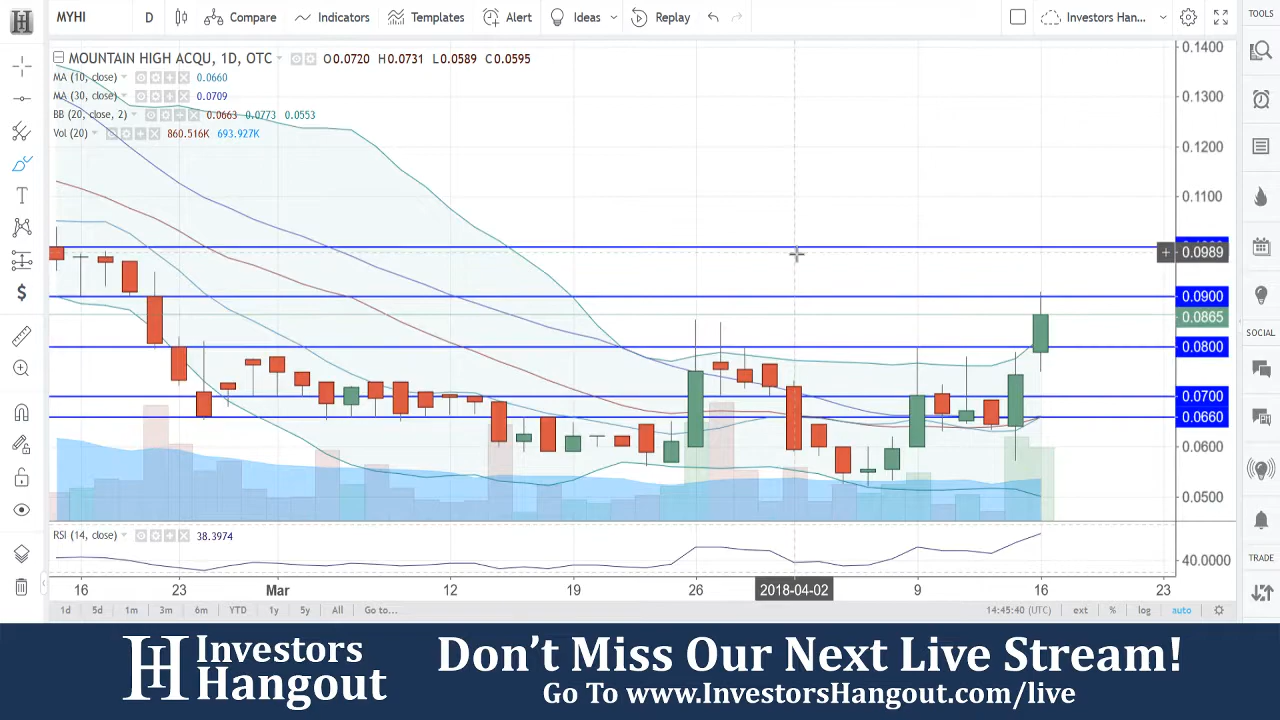 MYHI D Compare Indicators Templates Alert Ideas Replay Investors Han... TOOLS
MOUNTAIN HIGH ACQU, 1D, OTC O0.0720 H0.0731 L0.0589 C0.0595
MA (10, close) 0.0660
MA (30, close) 0.0709
BB (20, close, 2) 0.0663 0.0773 0.0553
Vol (20) 860.516K 693.927K
0.1400
0.1300
0.1200
0.1100
0.0989
0.0900
0.0865
0.0800
0.0700
0.0660
0.0600
0.0500
SOCIAL
RSI (14, close) 38.3974
40.0000
TRADE
16 23 Mar 12 19 26 2018-04-02 9 16 23
1d 5d 1m 3m 6m YTD 1y 5y All Go to... 14:45:40 (UTC) ext % log auto
Investors
Hangout
Don't Miss Our Next Live Stream!
Go To www.InvestorsHangout.com/live